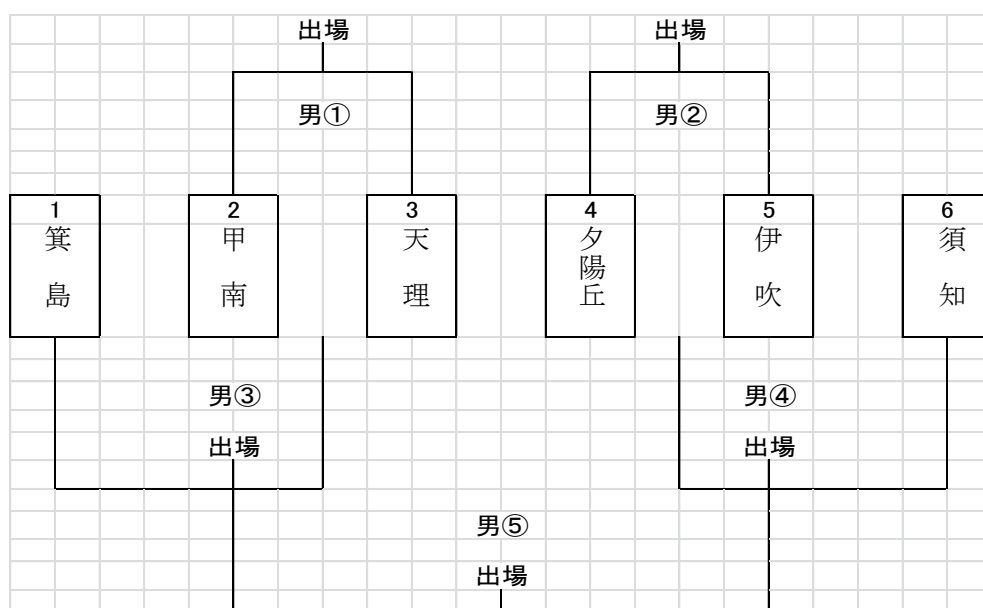 出場 出場
男① 男②
1 2 3 4 5 6
箕島 甲南 天理 夕陽丘 伊吹 須知
男③ 男④
出場 出場
男⑤
出場